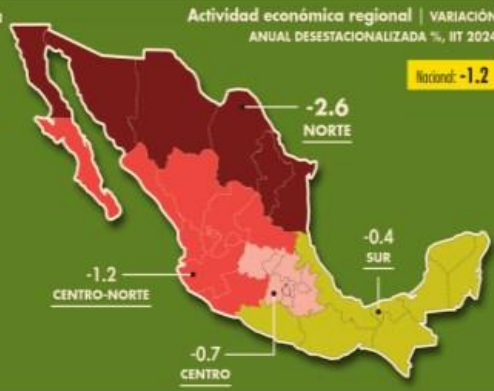 Actividad económica regional | VARIACIÓN
ANUAL DESESTACIONALIZADA %, IIT 2024
Nacional: -1.2
-2.6
NORTE
-0.4
SUR
-1.2
CENTRO-NORTE
-0.7
CENTRO